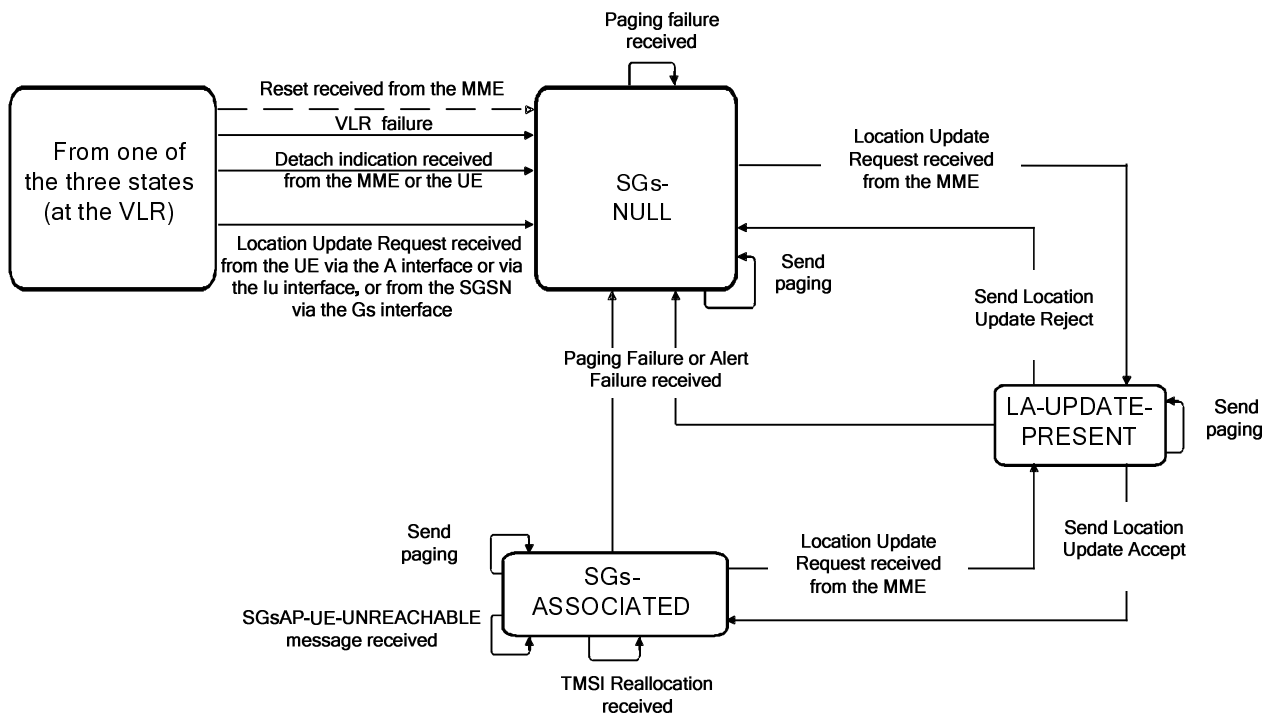 Paging failure
received
Reset received from the MME
VLR failure
Detach indication received
from the MME or the UE
From one of
the three states
(at the VLR)
Location Update Request received
from the UE via the A interface or via
the Iu interface, or from the SGSN
via the Gs interface
SGs-
NULL
Location Update
Request received
from the MME
Send
paging
Send Location
Update Reject
Paging Failure or Alert
Failure received
LA-UPDATE-
PRESENT
Send
paging
Send
paging
SGs-
ASSOCIATED
Location Update
Request received
from the MME
Send Location
Update Accept
SGsAP-UE-UNREACHABLE
message received
TMSI Reallocation
received